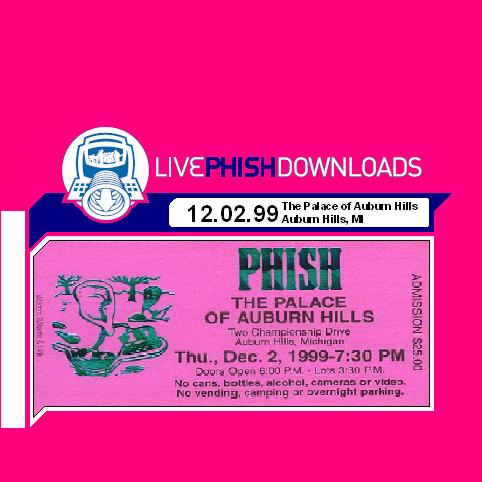 LIVEPHISHDOWNLOADS
12.02.99
The Palace of Auburn Hills
Auburn Hills, MI
PHISH
THE PALACE
OF AUBURN HILLS
Two Championship Drive
Auburn Hills, Michigan
Thu., Dec. 2, 1999-7:30 PM
Doors Open 6:00 P.M. - Lots 3:30 P.M.
No cans, bottles, alcohol, cameras or video.
No vending, camping or overnight parking.
ADMISSION $25.00